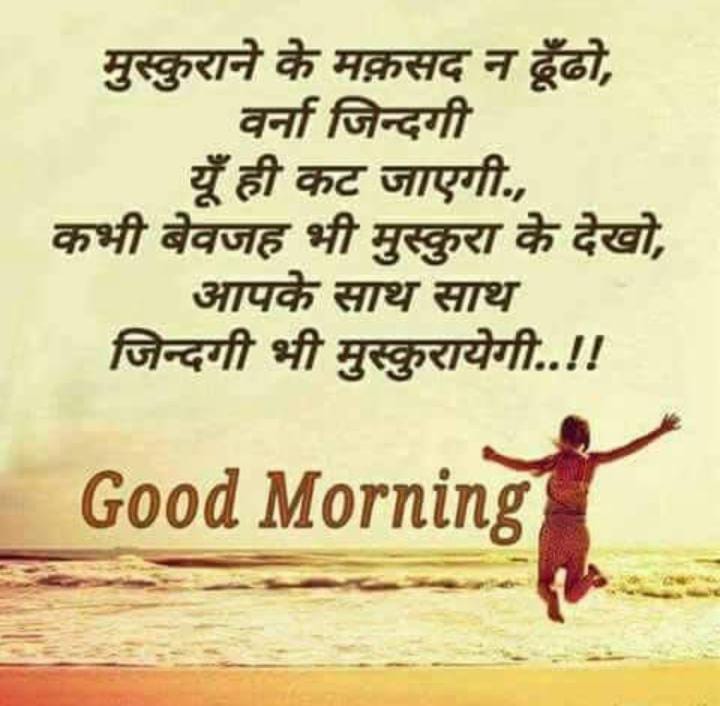 मुस्कुराने के मक़सद न ढूँढो,
वर्ना जिन्दगी
यूँ ही कट जाएगी.,
कभी बेवजह भी मुस्कुरा के देखो,
आपके साथ साथ
जिन्दगी भी मुस्कुरायेगी..!!
Good Morning